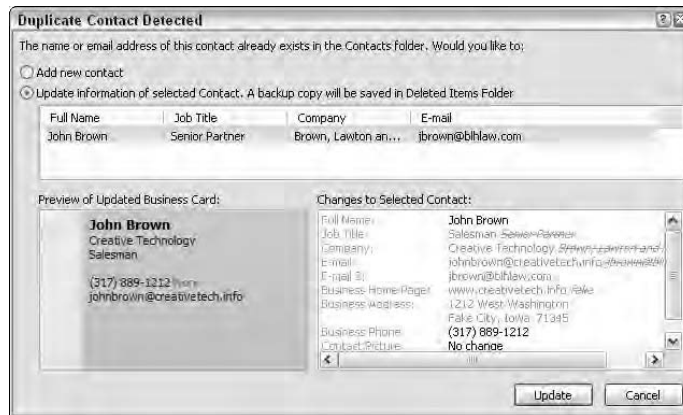 Duplicate Contact Detected
The name or email address of this contact already exists in the Contacts folder. Would you like to:
Add new contact
Update information of selected Contact. A backup copy will be saved in Deleted Items Folder
Full Name Job Title Company E-mail
John Brown Senior Partner Brown, Lawton an... jbrown@blhlaw.com
Preview of Updated Business Card:
John Brown
Creative Technology
Salesman
(317) 889-1212
johnbrown@creativetech.info
Changes to Selected Contact:
Full Name: John Brown
Job Title: Salesman Senior Partner
Company: Creative Technology Brown, Lawton and
E-mail: johnbrown@creativetech.info
E-mail 2: jbrown@blhlaw.com
Business Home Page: www.creativetech.info
Business Address: 1212 West Washington
Fake City, Iowa 71345
Business Phone: (317) 889-1212
Contact Picture: No change
Update Cancel